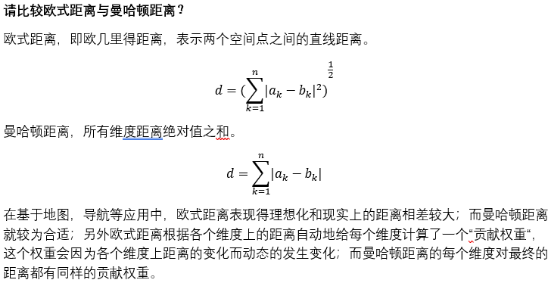 请比较欧式距离与曼哈顿距离？
欧式距离，即欧几里得距离，表示两个空间点之间的直线距离。
d = (∑_{k=1}^{n}|a_k − b_k|²)^{1/2}
曼哈顿距离，所有维度距离绝对值之和。
d = ∑_{k=1}^{n}|a_k − b_k|
在基于地图，导航等应用中，欧式距离表现得理想化和现实上的距离相差较大；而曼哈顿距离
就较为合适；另外欧式距离根据各个维度上的距离自动地给每个维度计算了一个“贡献权重“，
这个权重会因为各个维度上距离的变化而动态的发生变化；而曼哈顿距离的每个维度对最终的
距离都有同样的贡献权重。